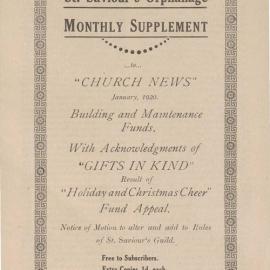 St. Saviour's Orphanage
MONTHLY SUPPLEMENT
...to...
"CHURCH NEWS"
January, 1920.
Building and Maintenance
Funds,
With Acknowledgments of
"GIFTS IN KIND"
Result of
"Holiday and Christmas Cheer"
Fund Appeal.
Notice of Motion to alter and add to Rules
of St. Saviour's Guild.
Free to Subscribers.
Extra Copies 1d. each